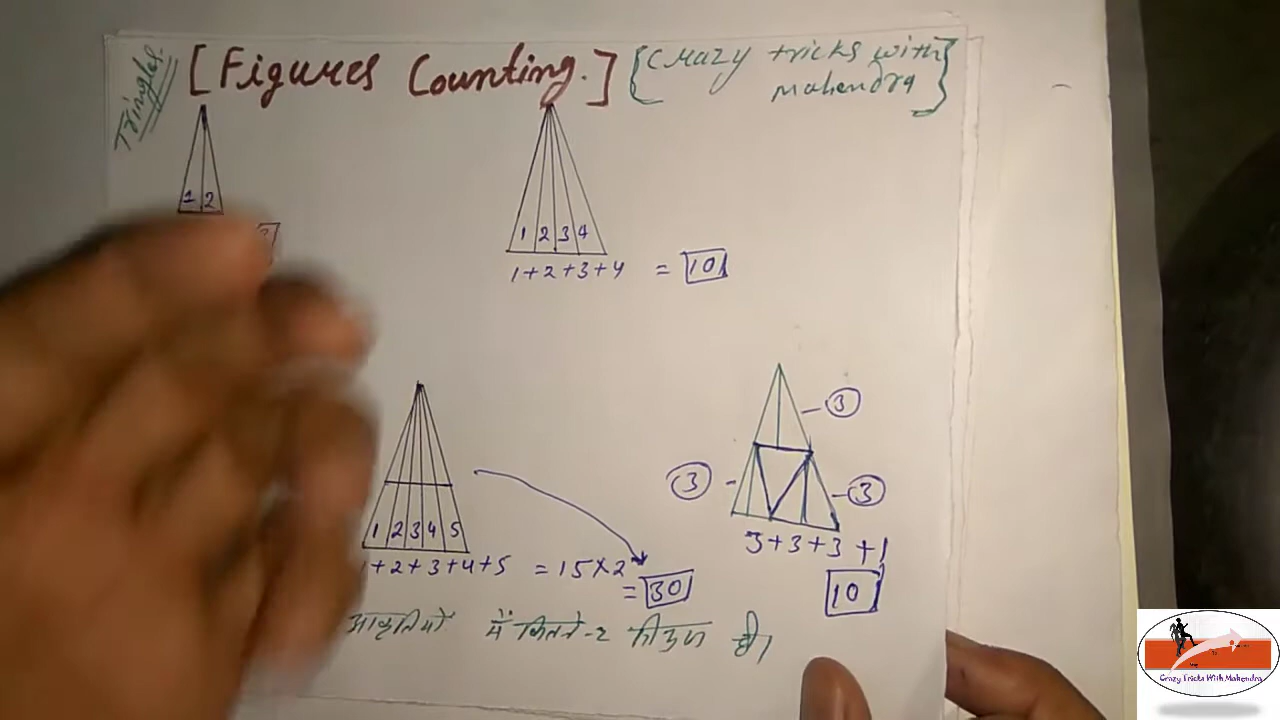 Tringles.
[Figures Counting.] {Crazy tricks with
mahendra}
1 2
1 2 3 4
1+2+3+4 = 10
3
3
3
1 2 3 4 5
1+2+3+4+5 = 15×2
= 30
3+3+3+1
10
आकृतियों में कितने-२ त्रिभुज है।
Crazy Tricks With Mahendra